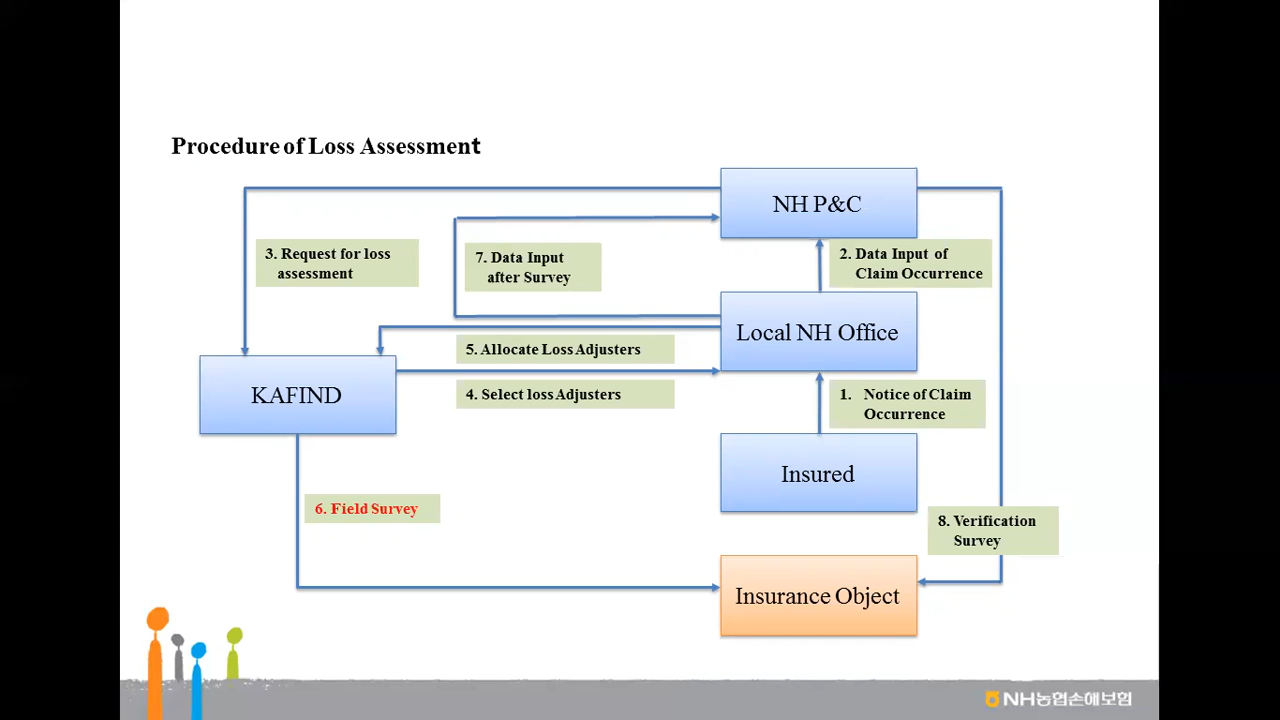 Procedure of Loss Assessment
NH P&C
3. Request for loss
assessment
7. Data Input
after Survey
2. Data Input of
Claim Occurrence
Local NH Office
5. Allocate Loss Adjusters
4. Select loss Adjusters
KAFIND
1. Notice of Claim
Occurrence
Insured
6. Field Survey
8. Verification
Survey
Insurance Object
NH농협손해보험